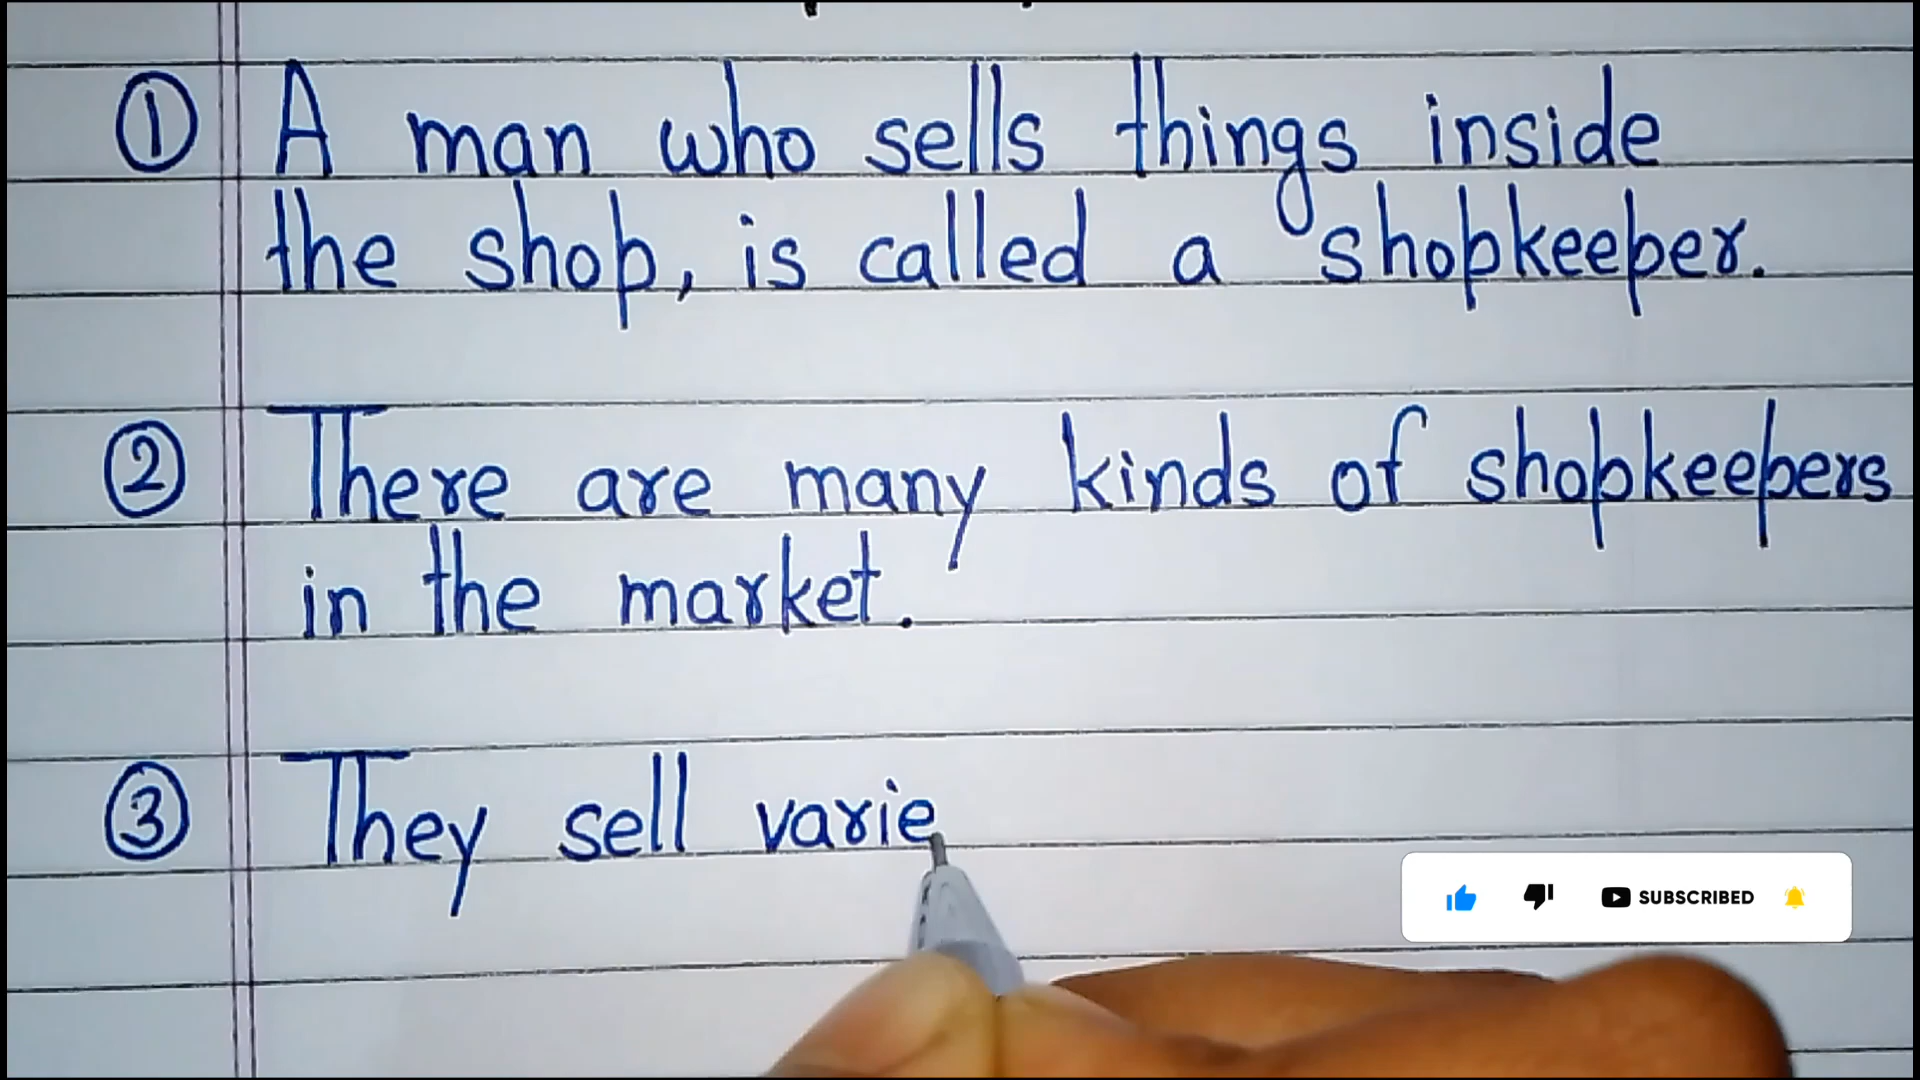 ① A man who sells things inside
the shop, is called a shopkeeper.
② There are many kinds of shopkeepers
in the market.
③ They sell varie
SUBSCRIBED